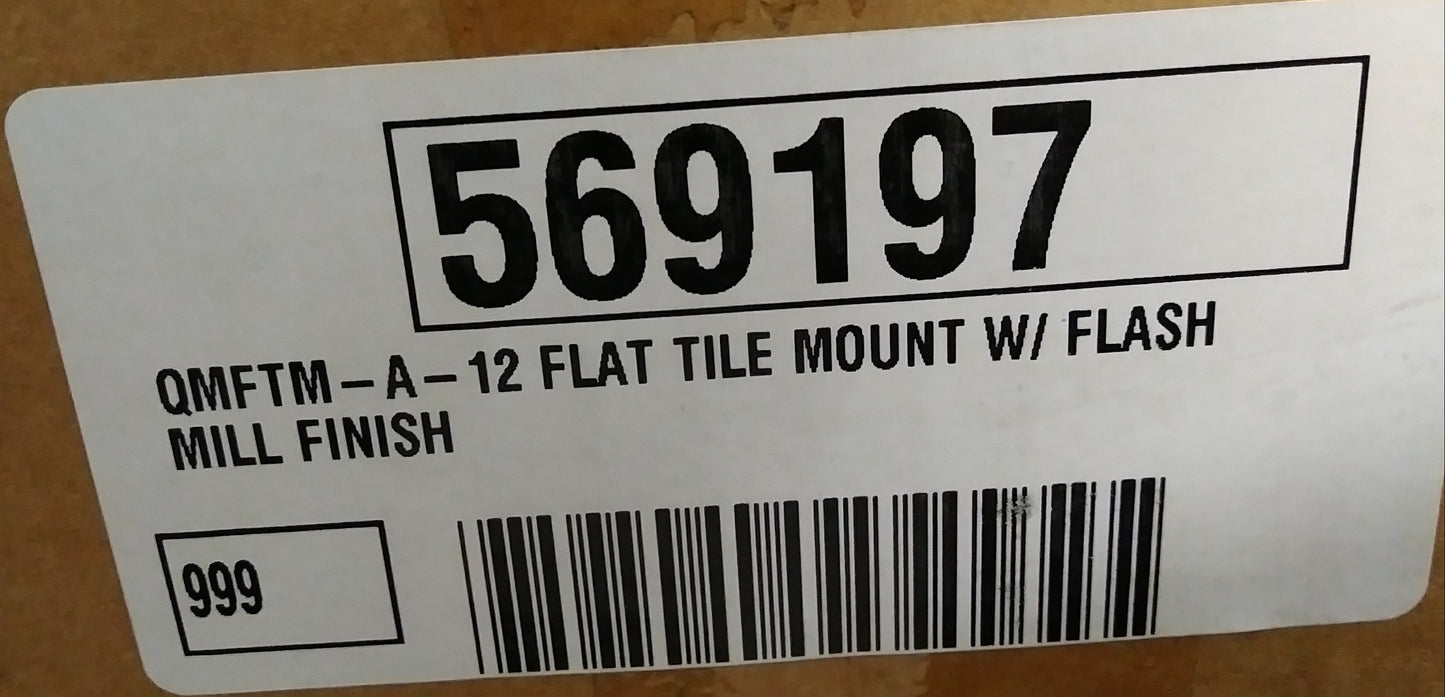 569197
QMFTM-A-12 FLAT TILE MOUNT W/ FLASH
MILL FINISH
999